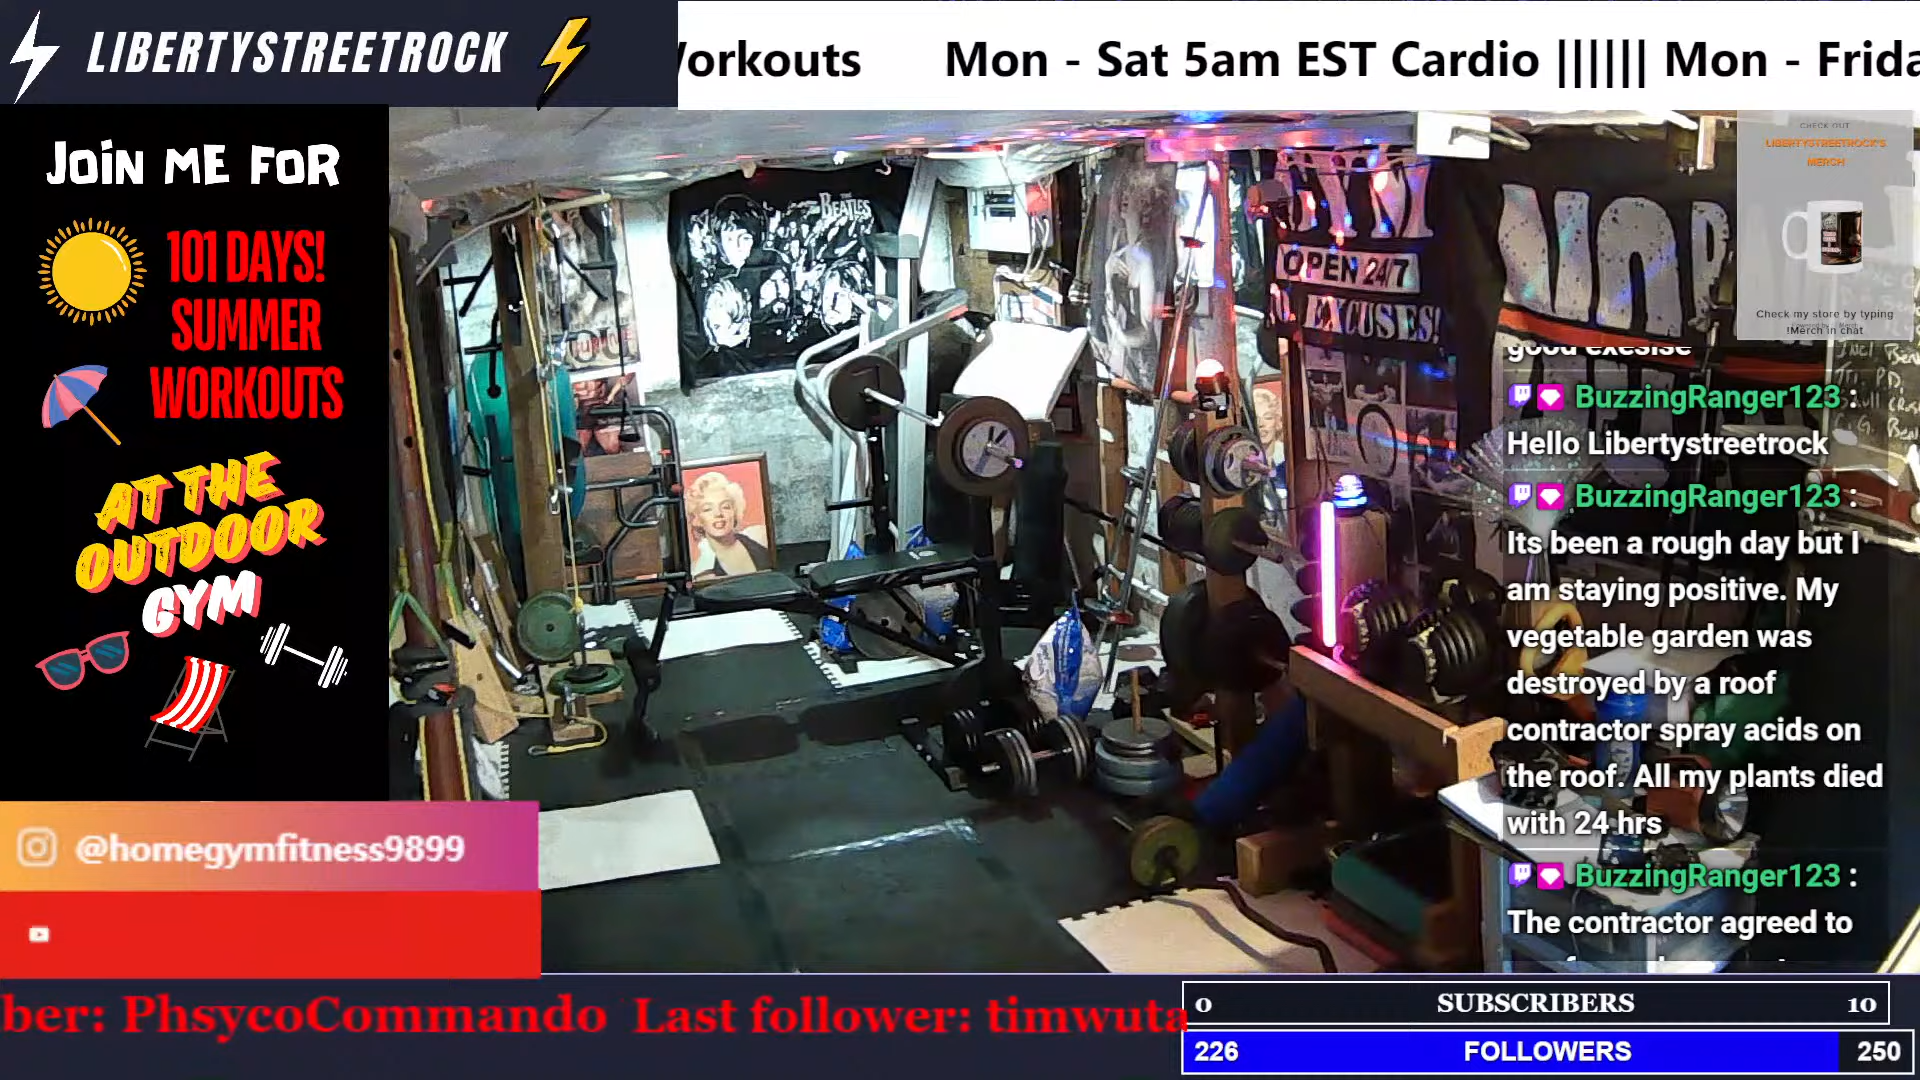 LIBERTYSTREETROCK
Workouts Mon - Sat 5am EST Cardio |||||| Mon - Frida
JOIN ME FOR
101 DAYS!
SUMMER
WORKOUTS
AT THE
OUTDOOR
GYM
@homegymfitness9899
THE BEATLES
GYM
OPEN 24/7
EXCUSES!
CHECK OUT
LIBERTYSTREETROCK'S
MERCH
Check my store by typing
!Merch in chat
good exesise
BuzzingRanger123 :
Hello Libertystreetrock
BuzzingRanger123 :
Its been a rough day but I
am staying positive. My
vegetable garden was
destroyed by a roof
contractor spray acids on
the roof. All my plants died
with 24 hrs
BuzzingRanger123 :
The contractor agreed to
ber: PhsycoCommando Last follower: timwuta
0 SUBSCRIBERS 10
226 FOLLOWERS 250